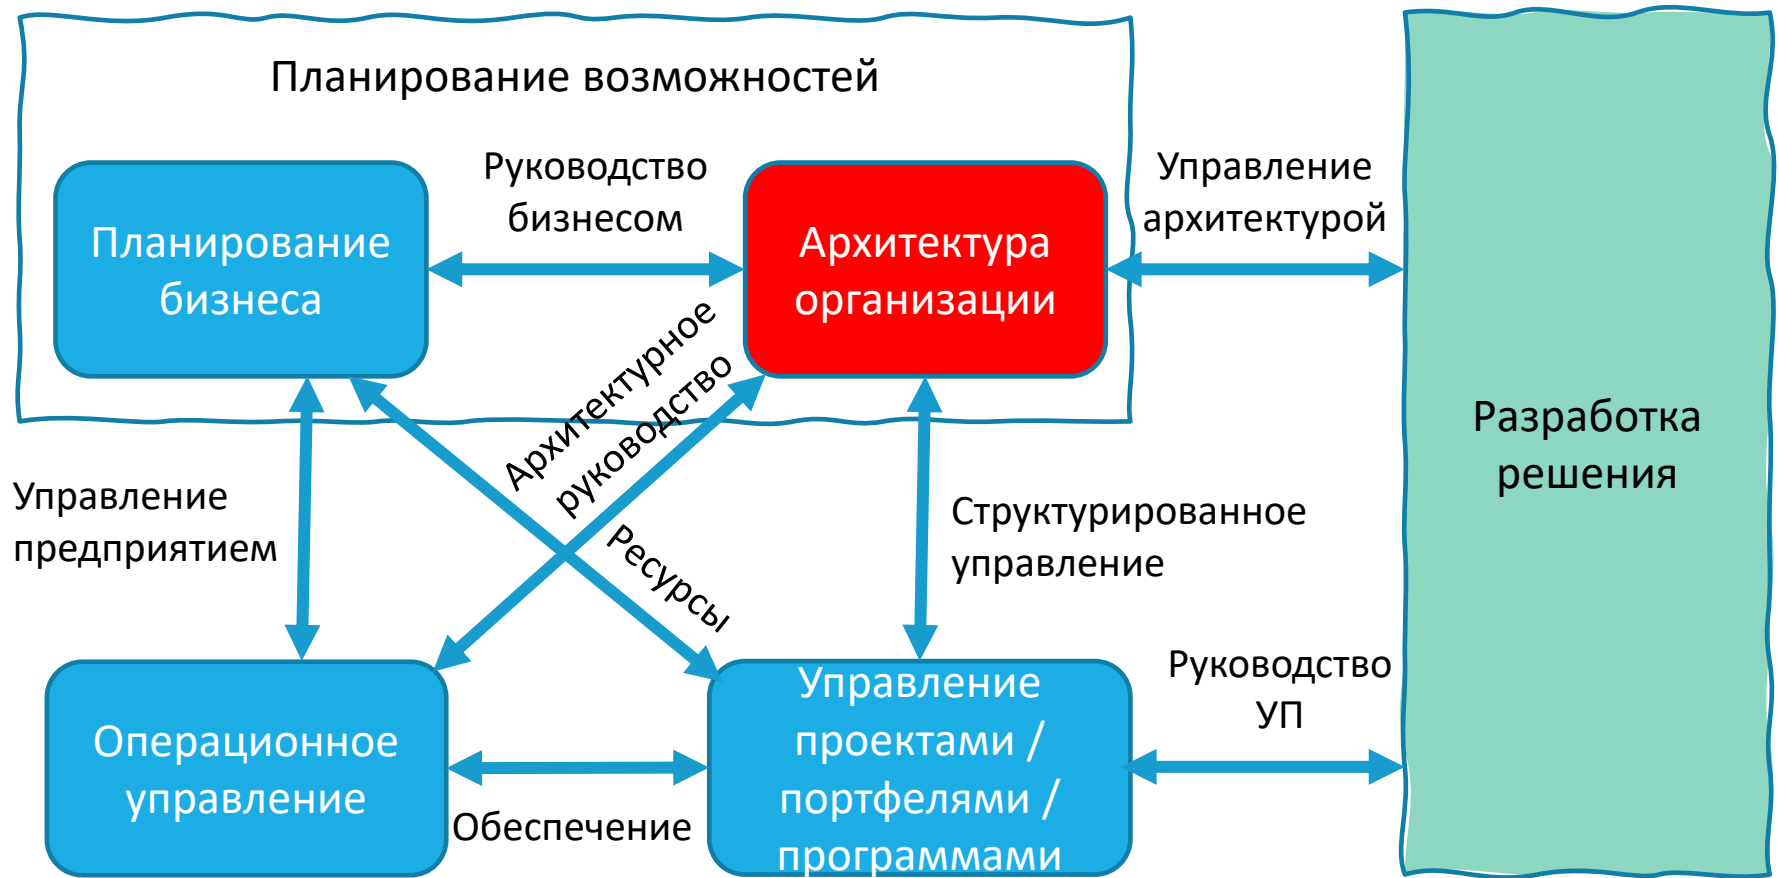 Планирование возможностей
Руководство
бизнесом
Управление
архитектурой
Планирование
бизнеса
Архитектура
организации
Архитектурное
руководство
Разработка
решения
Управление
предприятием
Структурированное
управление
Ресурсы
Руководство
УП
Операционное
управление
Обеспечение
Управление
проектами /
портфелями /
программами